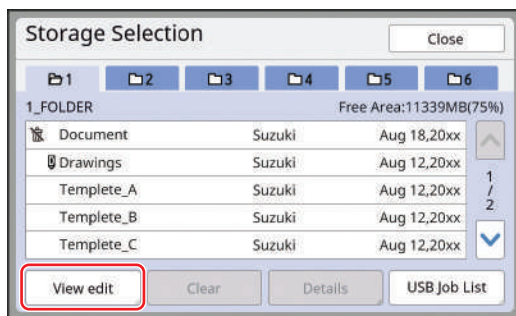 Storage Selection
Close
1 2 3 4 5 6
1_FOLDER Free Area:11339MB(75%)
Document Suzuki Aug 18,20xx
Drawings Suzuki Aug 12,20xx
Templete_A Suzuki Aug 12,20xx
Templete_B Suzuki Aug 12,20xx
Templete_C Suzuki Aug 12,20xx
1
/
2
View edit Clear Details USB Job List